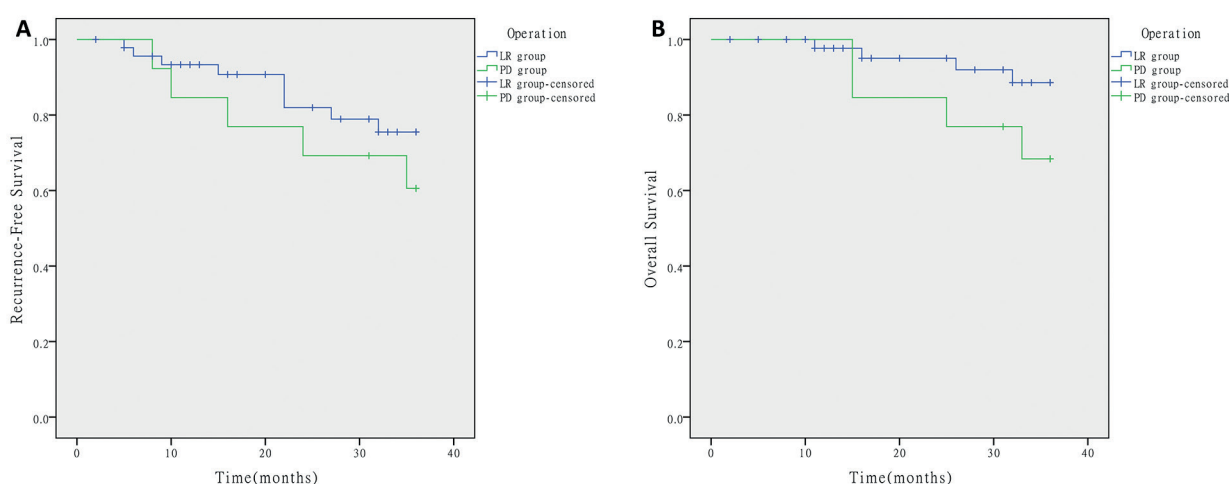 A
Operation
LR group
PD group
LR group-censored
PD group-censored
1.0
0.8
0.6
0.4
0.2
0.0
Recurrence-Free Survival
0 10 20 30 40
Time(months)
B
Operation
LR group
PD group
LR group-censored
PD group-censored
1.0
0.8
0.6
0.4
0.2
0.0
Overall Survival
0 10 20 30 40
Time(months)